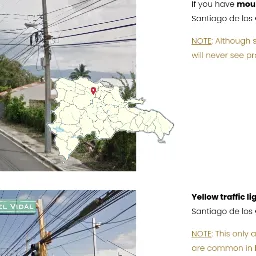 If you have mou
Santiago de los
NOTE: Although s
will never see pr
EL VIDAL
Yellow traffic lig
Santiago de los
NOTE: This only a
are common in